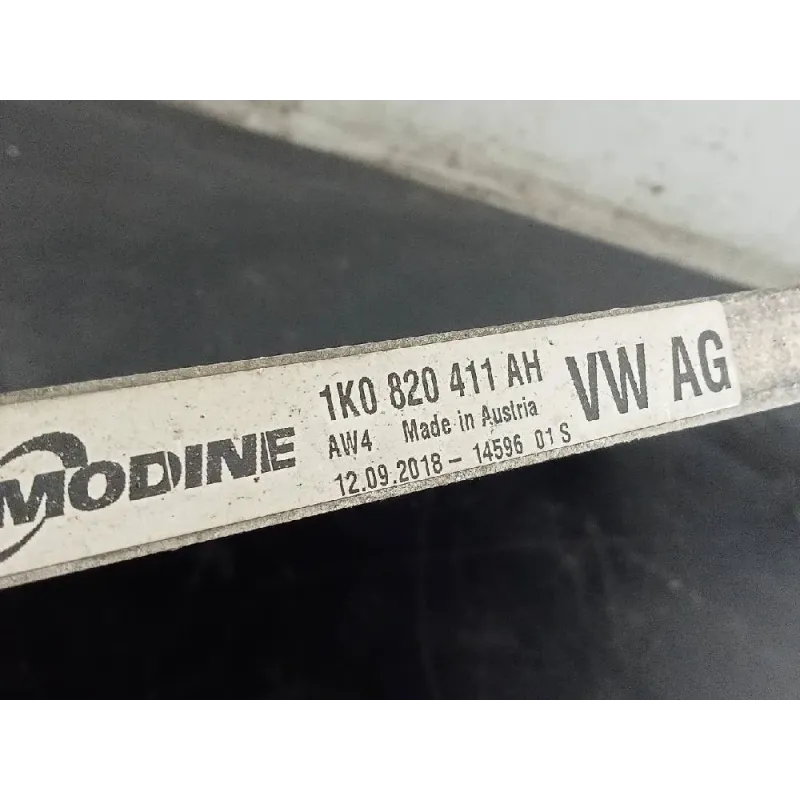 MODINE
1K0 820 411 AH
AW4 Made in Austria
12.09.2018 - 14596 01 S
VW AG